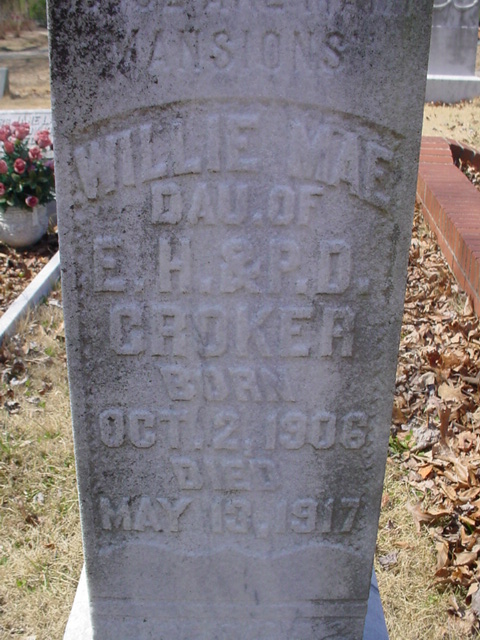 MANSIONS
WILLIE MAE
DAU. OF
E. H. & P. D.
CROKER
BORN
OCT. 2, 1906
DIED
MAY 13, 1917